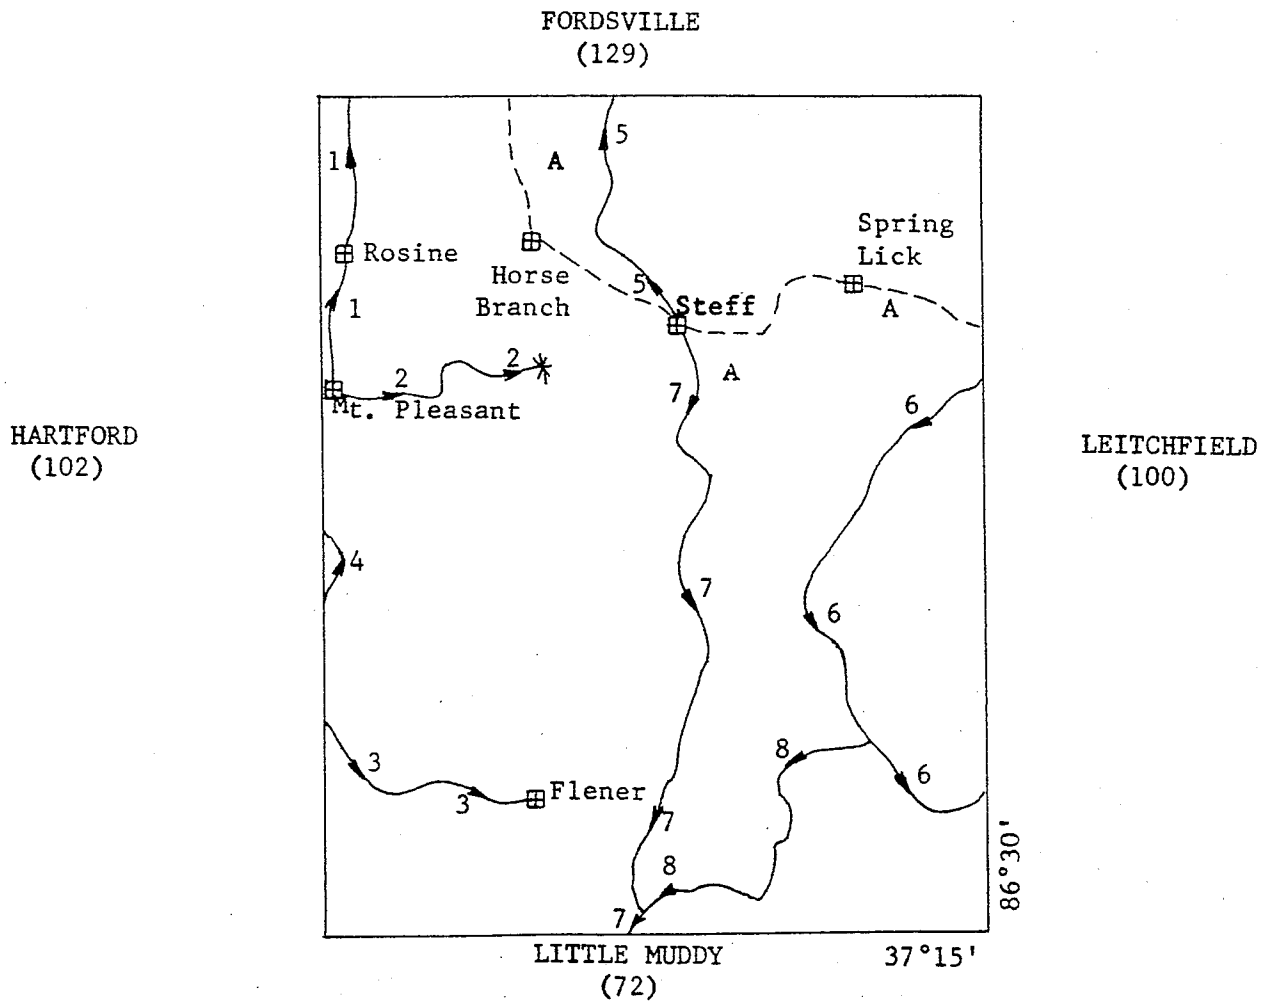 FORDSVILLE
(129)
5
1
A
Spring
Lick
Rosine
Horse
Branch
5
Steff
1
A
2
2
A
7
Mt. Pleasant
6
HARTFORD
(102)
LEITCHFIELD
(100)
4
7
6
8
3
6
3
Flener
7
8
7
86°30'
LITTLE MUDDY
(72)
37°15'